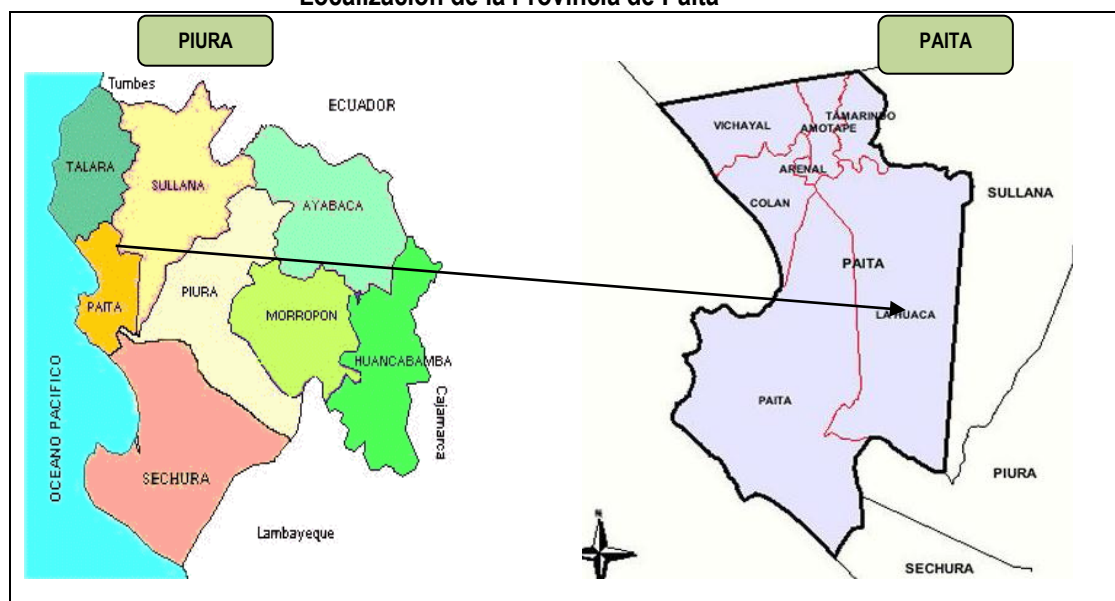 Localización de la Provincia de Paita
PIURA
PAITA
Tumbes
ECUADOR
TALARA
SULLANA
AYABACA
PAITA
PIURA
MORROPON
HUANCABAMBA
OCEANO PACIFICO
Cajamarca
SECHURA
Lambayeque
VICHAYAL
TAMARINDO
AMOTAPE
ARENAL
COLAN
SULLANA
PAITA
LA HUACA
PAITA
PIURA
SECHURA
N